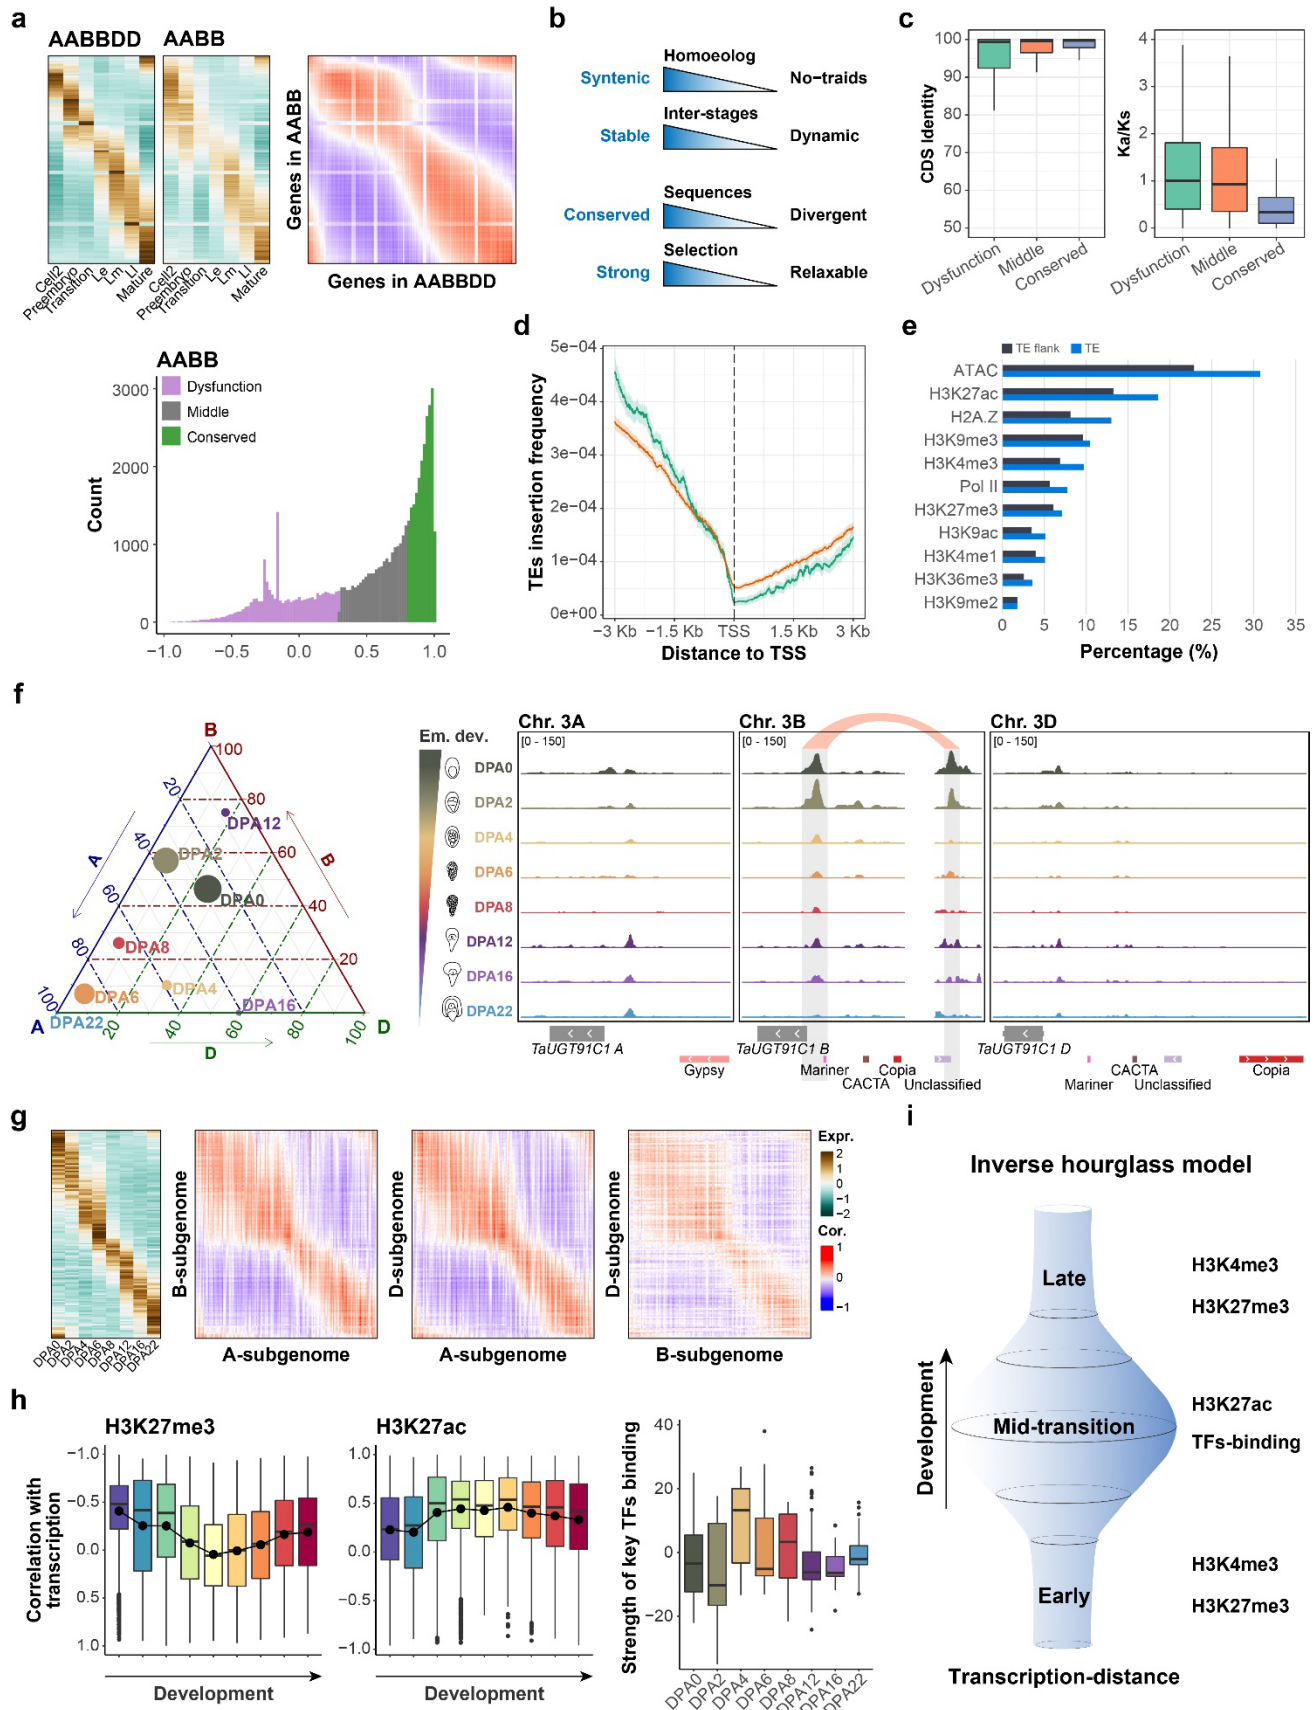 a
AABBDD
AABB
Cell2
Preembryo
Transition
Le
Lm
Ll
Mature
Cell2
Preembryo
Transition
Le
Lm
Ll
Mature
Genes in AABB
Genes in AABBDD
AABB
Dysfunction
Middle
Conserved
Count
3000
2000
1000
0
−1.0
−0.5
0.0
0.5
1.0
b
Homoeolog
Syntenic
No−traids
Inter-stages
Stable
Dynamic
Sequences
Conserved
Divergent
Selection
Strong
Relaxable
c
CDS Identity
100
90
80
70
60
50
Dysfunction
Middle
Conserved
Ka/Ks
4
3
2
1
0
Dysfunction
Middle
Conserved
d
TEs insertion frequency
5e−04
4e−04
3e−04
2e−04
1e−04
0e+00
−3 Kb
−1.5 Kb
TSS
1.5 Kb
3 Kb
Distance to TSS
e
TE flank
TE
ATAC
H3K27ac
H2A.Z
H3K9me3
H3K4me3
Pol II
H3K27me3
H3K9ac
H3K4me1
H3K36me3
H3K9me2
0
5
10
15
20
25
30
35
Percentage (%)
f
B
100
80
60
40
20
20
40
60
80
100
A
B
DPA12
DPA2
DPA0
DPA8
DPA6
DPA4
DPA16
DPA22
A
20
40
60
80
100
D
D
Em. dev.
DPA0
DPA2
DPA4
DPA6
DPA8
DPA12
DPA16
DPA22
Chr. 3A
[0 - 150]
Chr. 3B
[0 - 150]
Chr. 3D
[0 - 150]
TaUGT91C1 A
Gypsy
TaUGT91C1 B
Mariner
CACTA
Copia
Unclassified
TaUGT91C1 D
Mariner
CACTA
Unclassified
Copia
g
DPA0
DPA2
DPA4
DPA6
DPA8
DPA12
DPA16
DPA22
B-subgenome
A-subgenome
D-subgenome
A-subgenome
D-subgenome
B-subgenome
Expr.
2
1
0
−1
−2
Cor.
1
0
−1
h
H3K27me3
Correlation with
transcription
−1.0
−0.5
0.0
0.5
1.0
Development
H3K27ac
1.0
0.5
0.0
−0.5
−1.0
Development
Strength of key TFs binding
40
20
0
−20
DPA0
DPA2
DPA4
DPA6
DPA8
DPA12
DPA16
DPA22
i
Inverse hourglass model
Development
Late
Mid-transition
Early
H3K4me3
H3K27me3
H3K27ac
TFs-binding
H3K4me3
H3K27me3
Transcription-distance